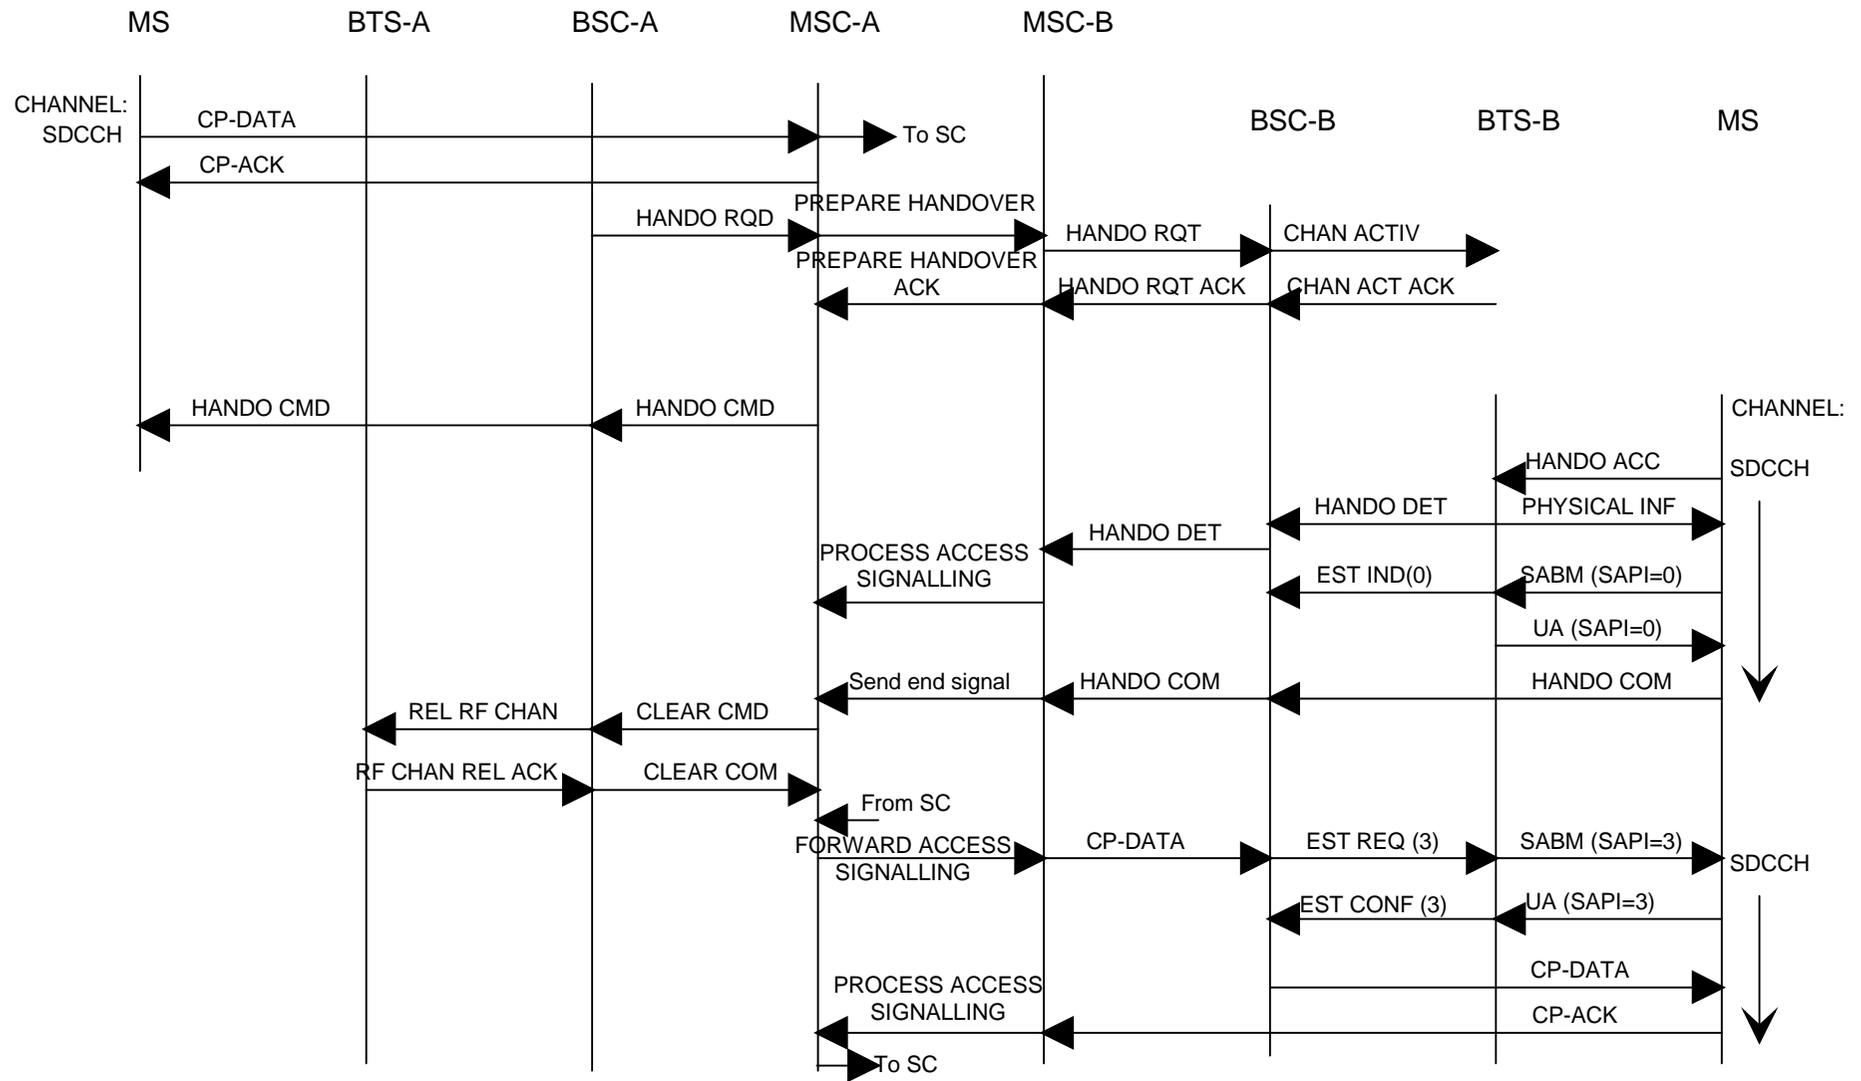 MS BTS-A BSC-A MSC-A MSC-B
CHANNEL:
SDCCH
CP-DATA
To SC
BSC-B BTS-B MS
CP-ACK
HANDO RQD
PREPARE HANDOVER
HANDO RQT
CHAN ACTIV
PREPARE HANDOVER
ACK
HANDO RQT ACK
CHAN ACT ACK
HANDO CMD
HANDO CMD
CHANNEL:
HANDO ACC
SDCCH
HANDO DET
PHYSICAL INF
HANDO DET
PROCESS ACCESS
SIGNALLING
EST IND(0)
SABM (SAPI=0)
UA (SAPI=0)
Send end signal
HANDO COM
HANDO COM
REL RF CHAN
CLEAR CMD
RF CHAN REL ACK
CLEAR COM
From SC
FORWARD ACCESS
SIGNALLING
CP-DATA
EST REQ (3)
SABM (SAPI=3)
SDCCH
EST CONF (3)
UA (SAPI=3)
CP-DATA
PROCESS ACCESS
SIGNALLING
CP-ACK
To SC